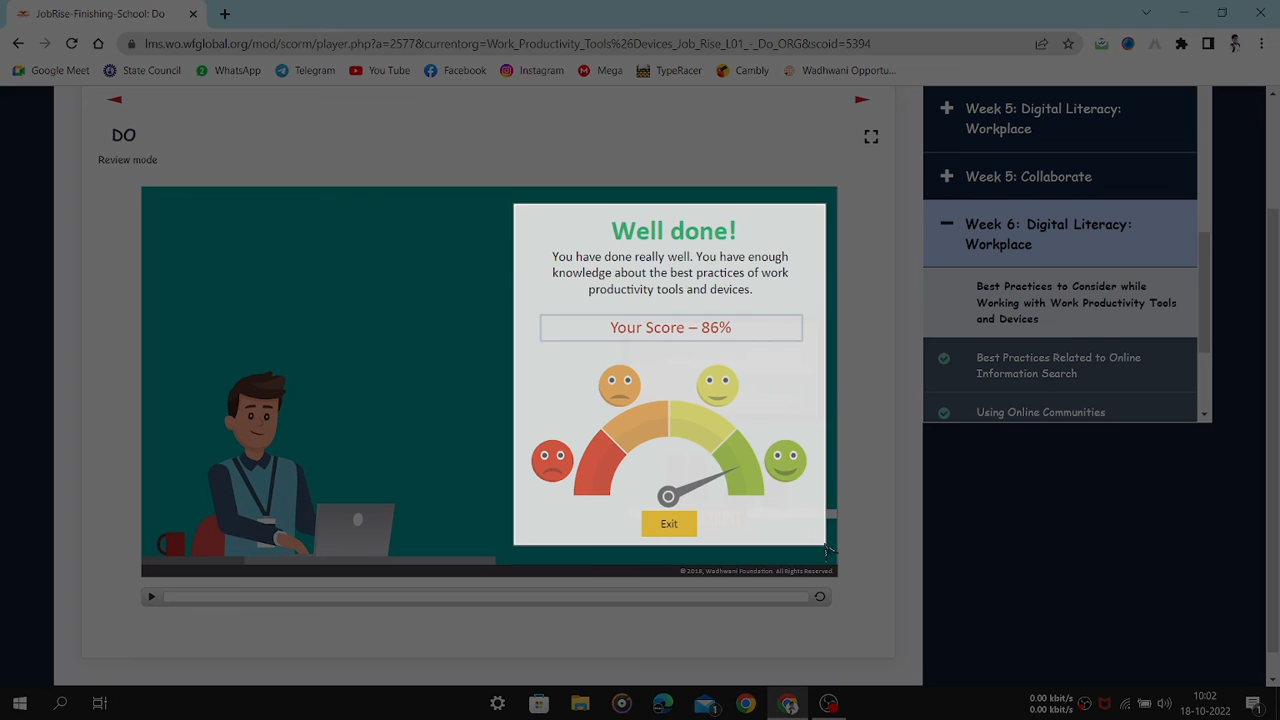 JobRise-Finishing-School: Do
lms.wo.wfglobal.org/mod/scorm/player.php?a=2577&currentorg=Work_Productivity_Tools%26Devices_Job_Rise_L01_-_Do_ORG&scoid=5394
Google Meet
State Council
WhatsApp
Telegram
You Tube
Facebook
Instagram
Mega
TypeRacer
Cambly
Wadhwani Opportu...
DO
Review mode
Well done!
You have done really well. You have enough
knowledge about the best practices of work
productivity tools and devices.
Your Score – 86%
Exit
© 2018, Wadhwani Foundation. All Rights Reserved.
Week 5: Digital Literacy:
Workplace
Week 5: Collaborate
Week 6: Digital Literacy:
Workplace
Best Practices to Consider while
Working with Work Productivity Tools
and Devices
Best Practices Related to Online
Information Search
Using Online Communities
1
0.00 kbit/s
0.00 kbit/s
10:02
18-10-2022
1